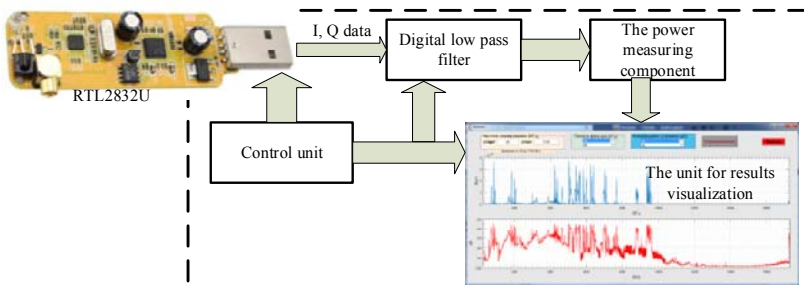 RTL2832U
I, Q data
Digital low pass
filter
The power
measuring
component
Control unit
The unit for results
visualization